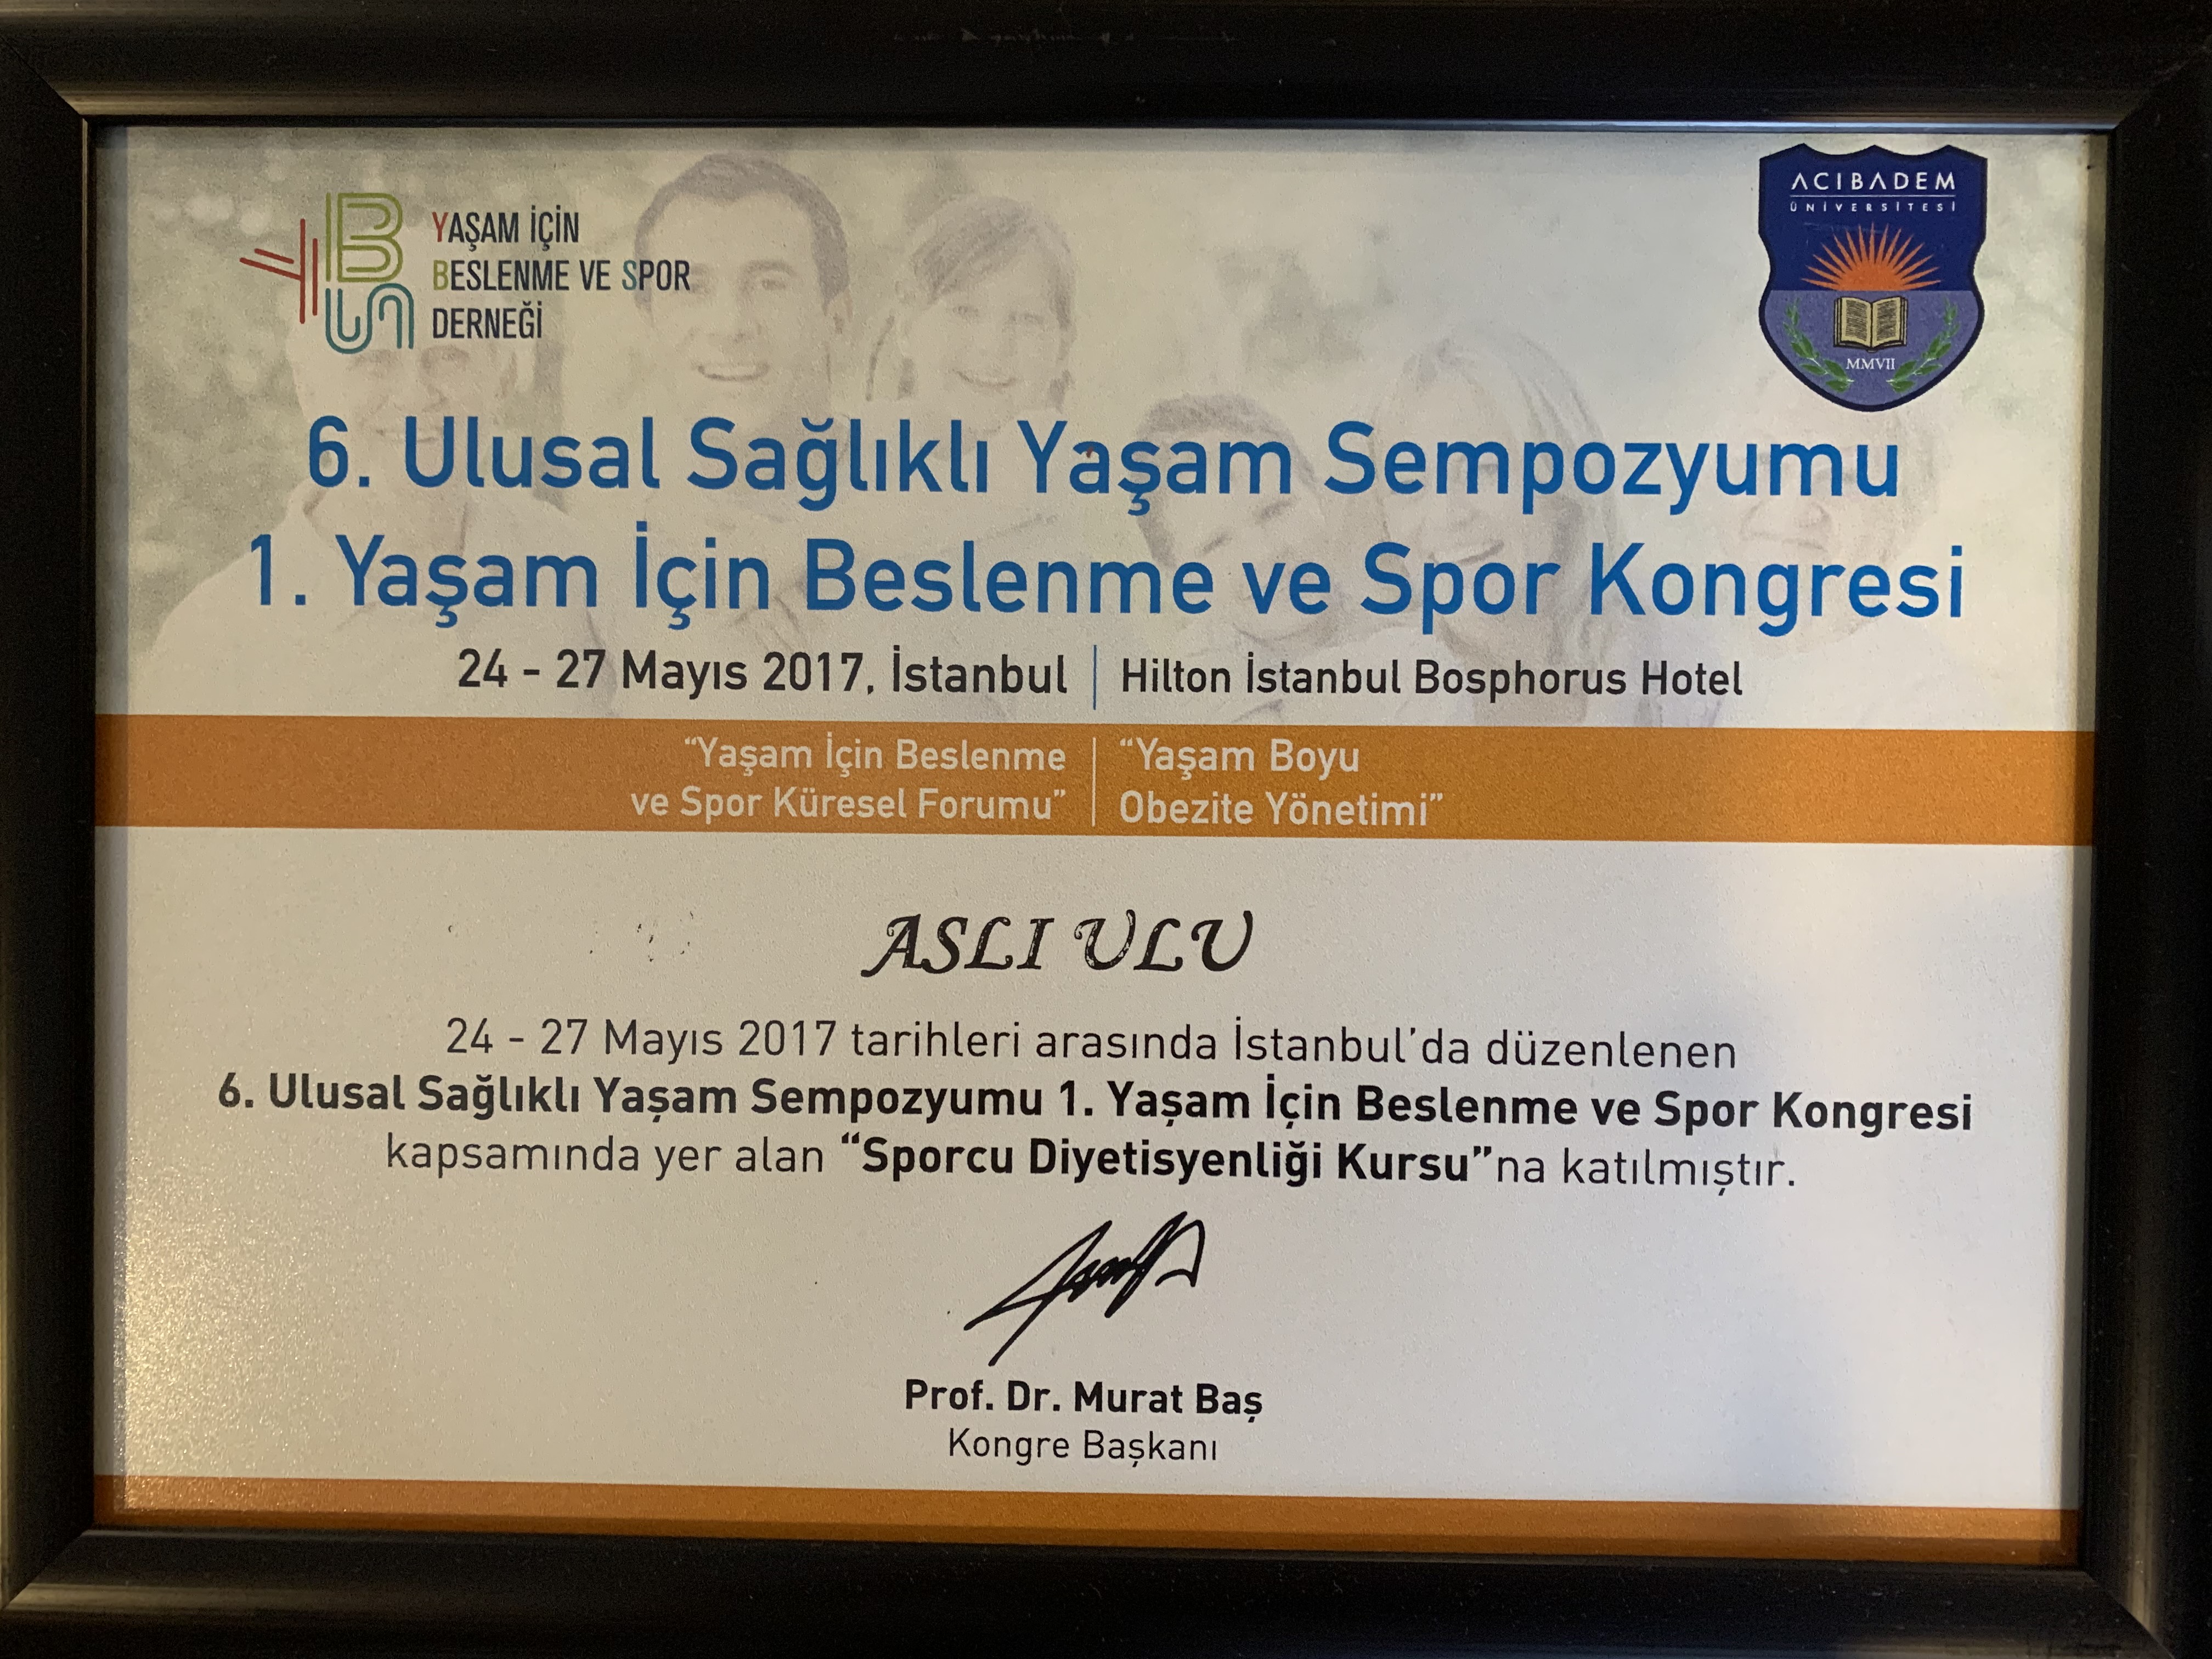 YAŞAM İÇİN
BESLENME VE SPOR
DERNEĞİ
ACIBADEM
ÜNİVERSİTESİ
MMVII
6. Ulusal Sağlıklı Yaşam Sempozyumu
1. Yaşam İçin Beslenme ve Spor Kongresi
24 - 27 Mayıs 2017, İstanbul | Hilton İstanbul Bosphorus Hotel
“Yaşam İçin Beslenme
ve Spor Küresel Forumu”
“Yaşam Boyu
Obezite Yönetimi”
ASLI ULU
24 - 27 Mayıs 2017 tarihleri arasında İstanbul'da düzenlenen
6. Ulusal Sağlıklı Yaşam Sempozyumu 1. Yaşam İçin Beslenme ve Spor Kongresi
kapsamında yer alan “Sporcu Diyetisyenliği Kursu”na katılmıştır.
Prof. Dr. Murat Baş
Kongre Başkanı